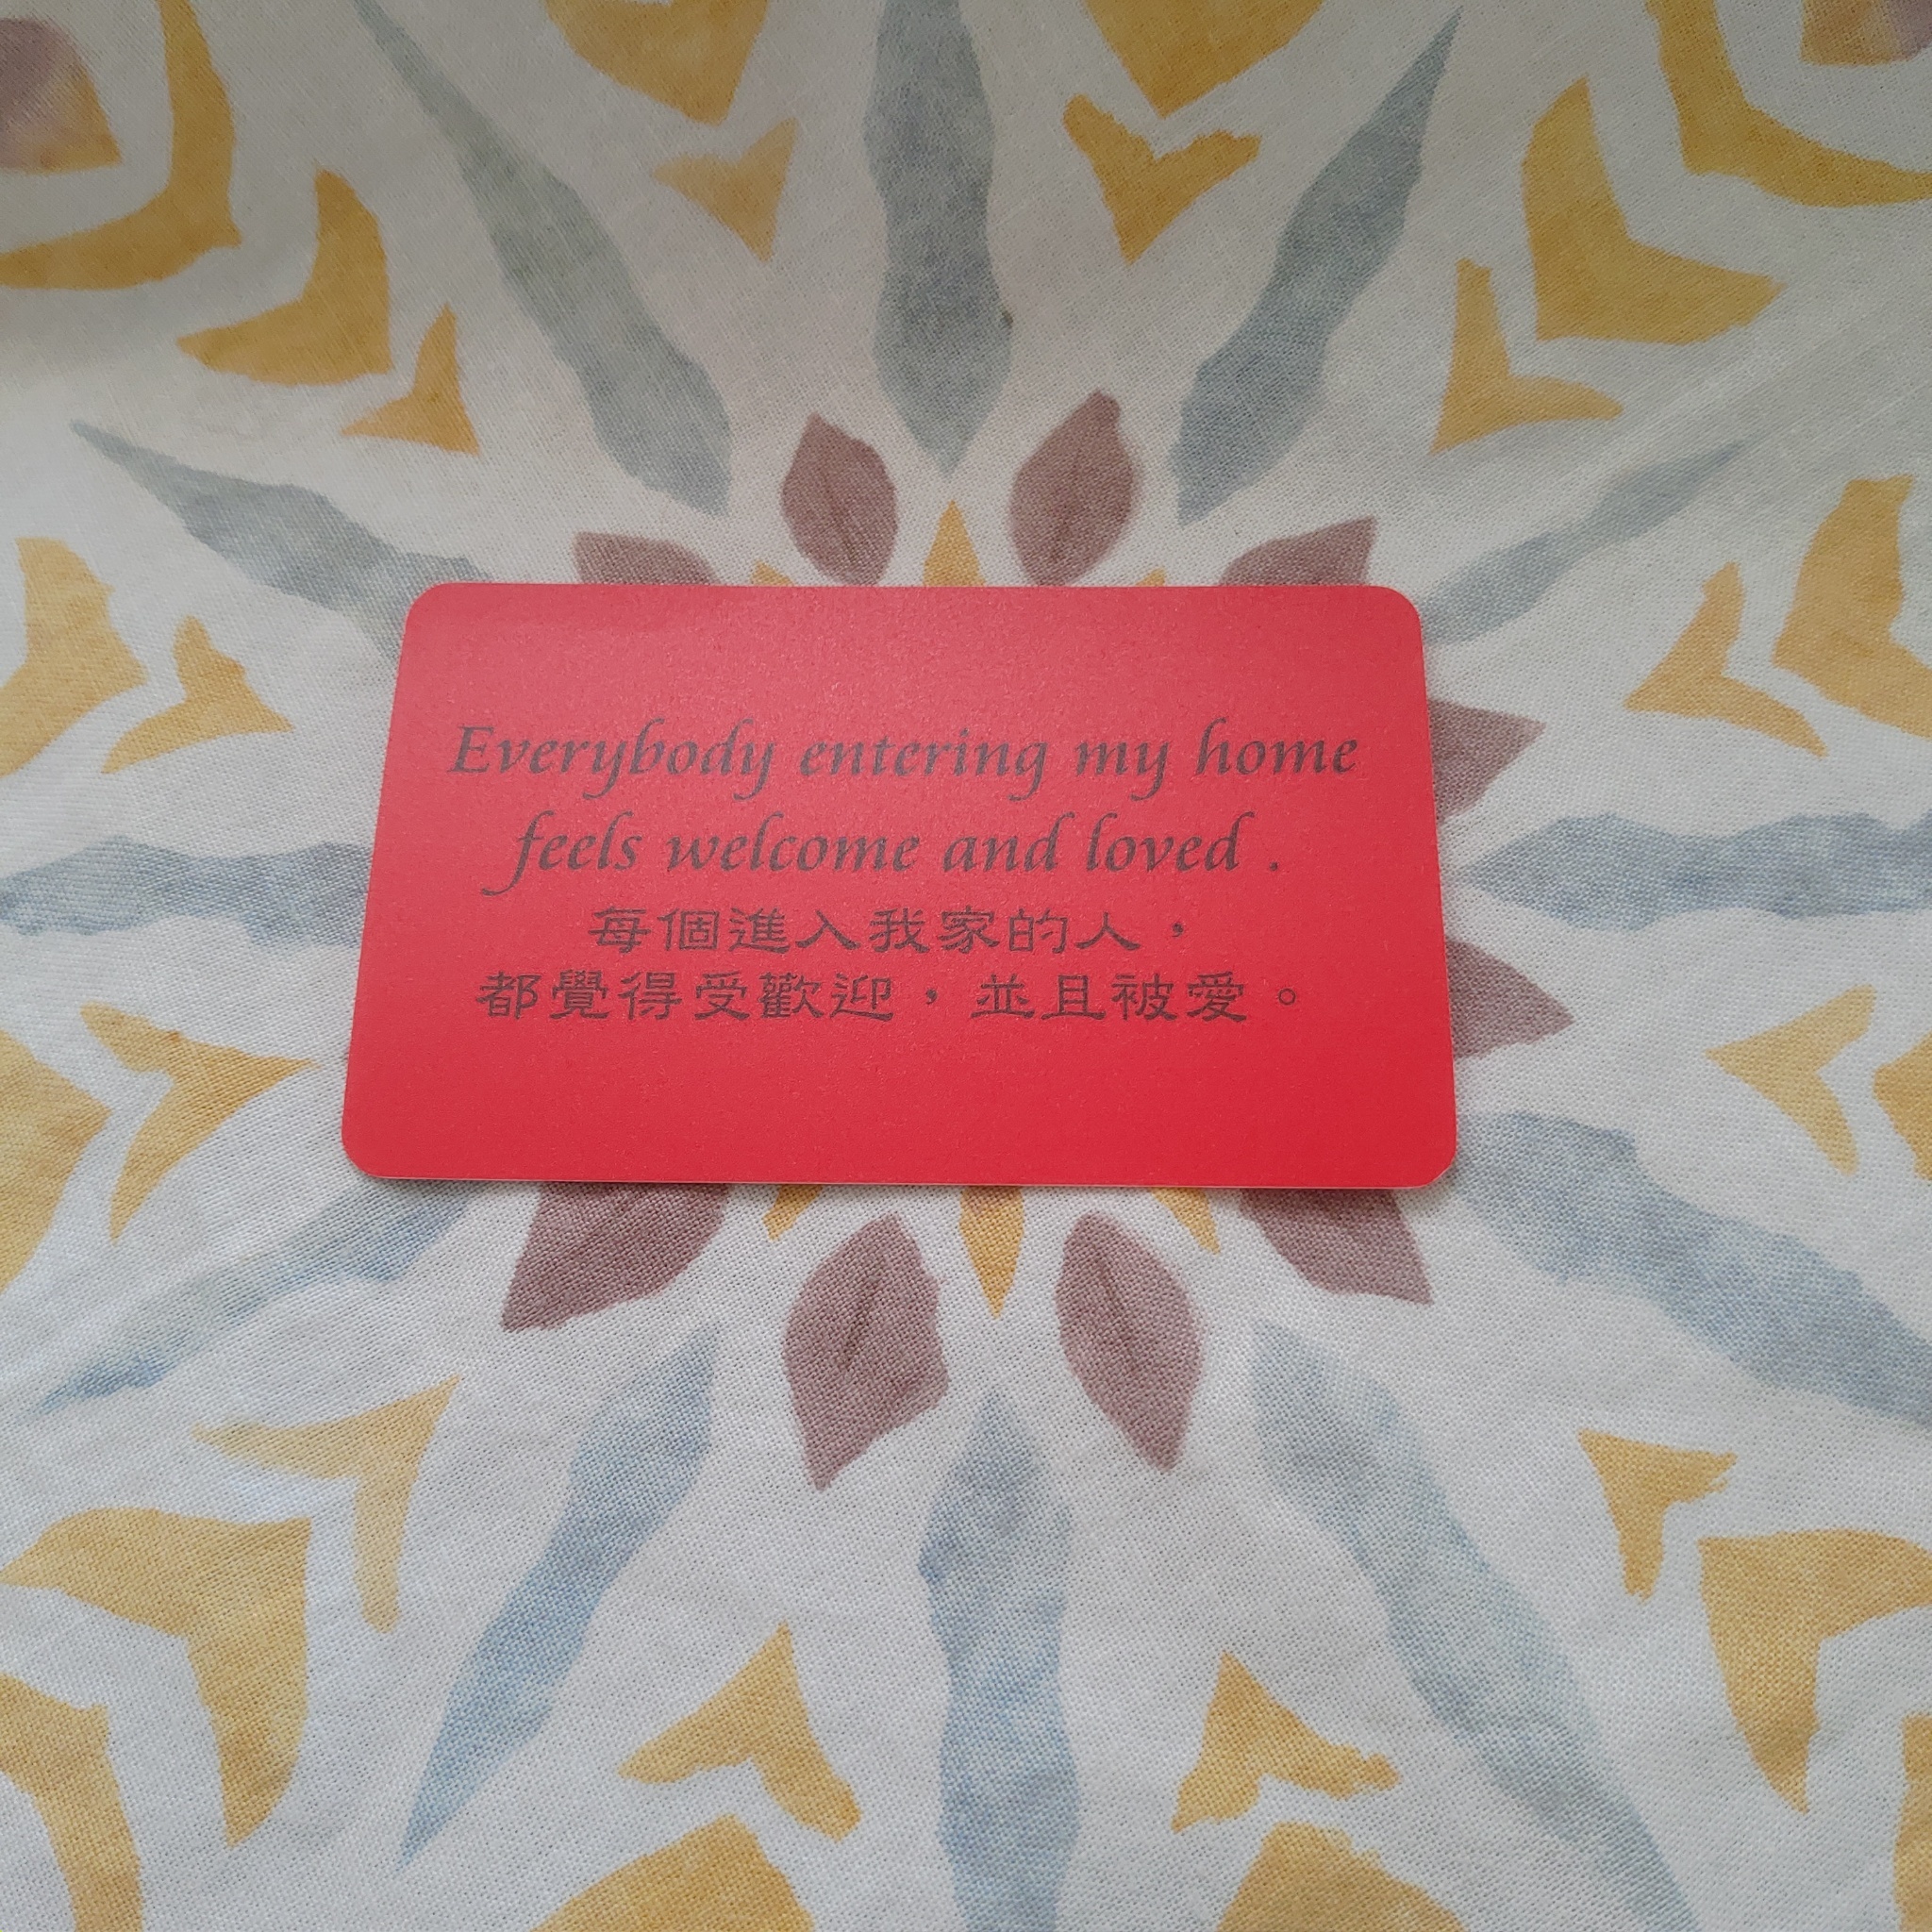 Everybody entering my home
feels welcome and loved .
每個進入我家的人，
都覺得受歡迎，並且被愛。